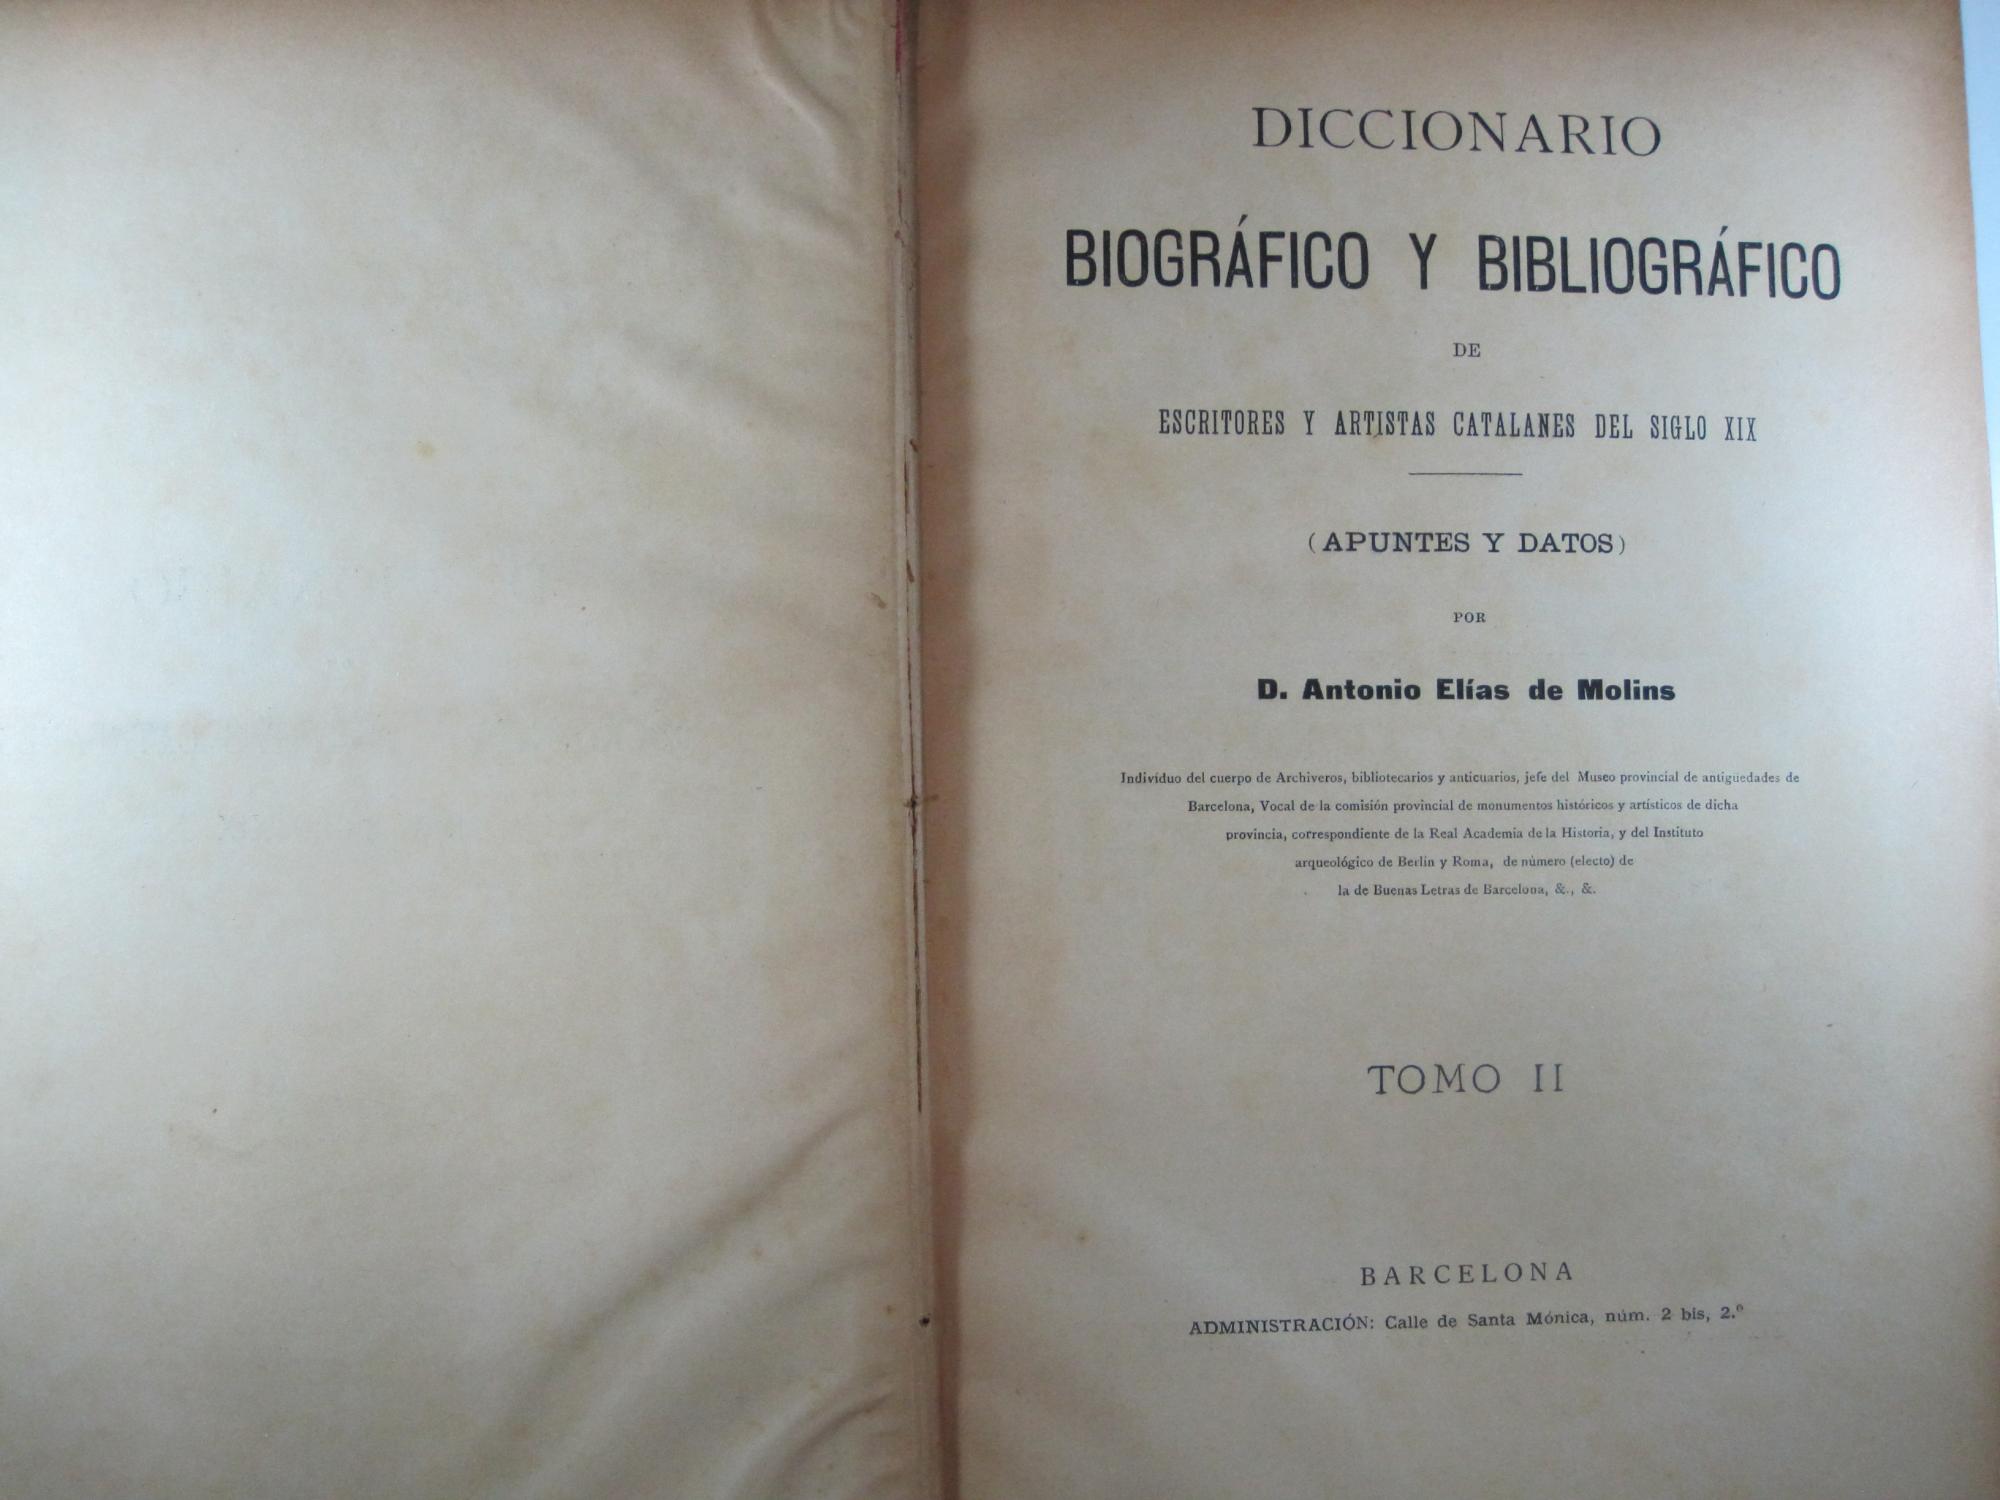 DICCIONARIO
BIOGRÁFICO Y BIBLIOGRÁFICO
DE
ESCRITORES Y ARTISTAS CATALANES DEL SIGLO XIX
(APUNTES Y DATOS)
POR
D. Antonio Elías de Molins
Indivíduo del cuerpo de Archiveros, bibliotecarios y anticuarios, jefe del Museo provincial de antigüedades de
Barcelona, Vocal de la comisión provincial de monumentos históricos y artísticos de dicha
provincia, correspondiente de la Real Academia de la Historia, y del Instituto
arqueológico de Berlin y Roma, de número (electo) de
la de Buenas Letras de Barcelona, &., &.
TOMO II
BARCELONA
ADMINISTRACIÓN: Calle de Santa Mónica, núm. 2 bis, 2.º